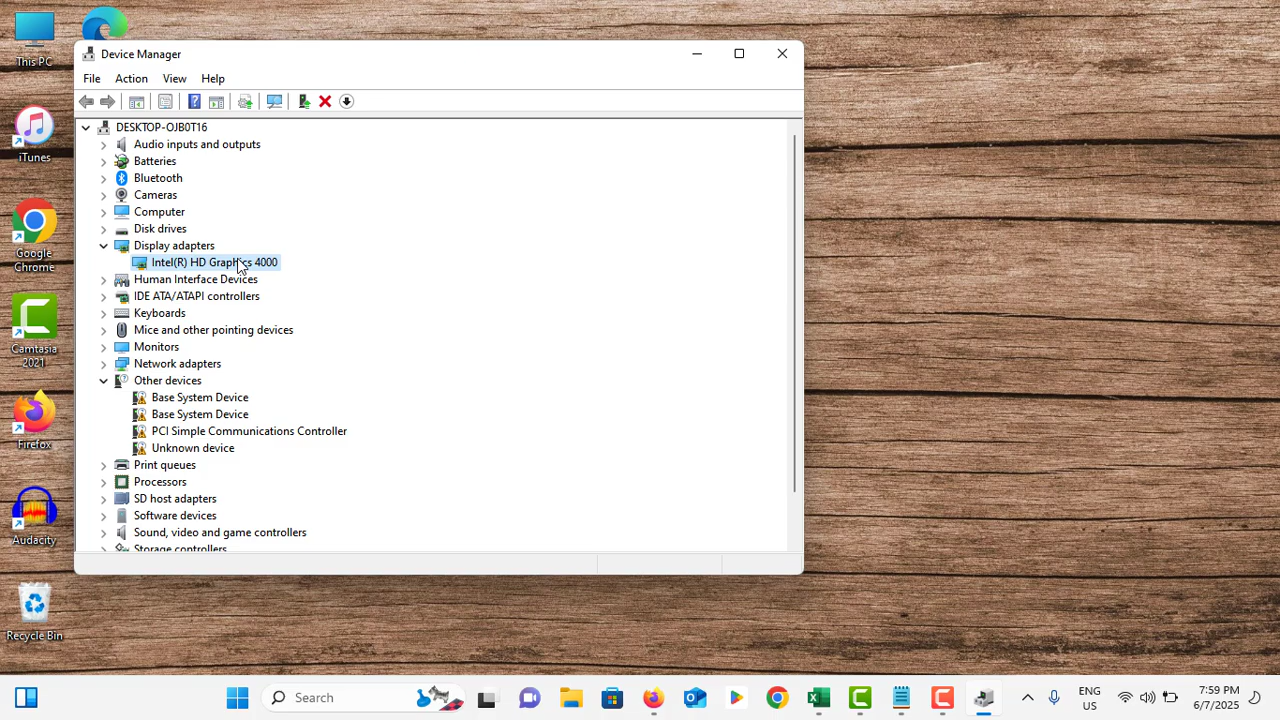 This PC
iTunes
Google
Chrome
Camtasia
2021
Firefox
Audacity
Recycle Bin
Device Manager
File Action View Help
DESKTOP-OJB0T16
Audio inputs and outputs
Batteries
Bluetooth
Cameras
Computer
Disk drives
Display adapters
Intel(R) HD Graphics 4000
Human Interface Devices
IDE ATA/ATAPI controllers
Keyboards
Mice and other pointing devices
Monitors
Network adapters
Other devices
Base System Device
Base System Device
PCI Simple Communications Controller
Unknown device
Print queues
Processors
SD host adapters
Software devices
Sound, video and game controllers
Storage controllers
Search
ENG
US
7:59 PM
6/7/2025